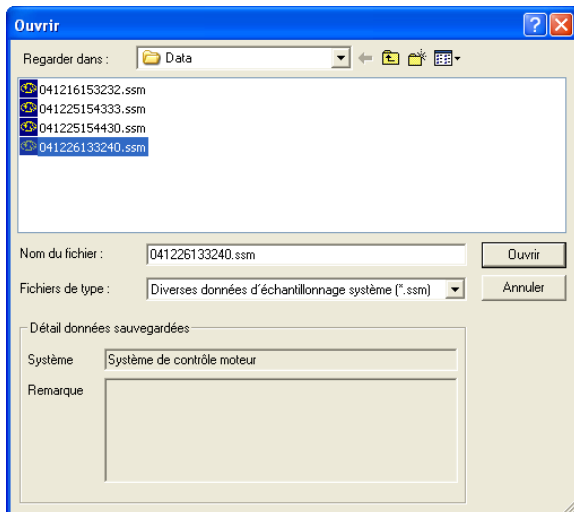 Ouvrir
Regarder dans : Data
041216153232.ssm
041225154333.ssm
041225154430.ssm
041226133240.ssm
Nom du fichier : 041226133240.ssm Ouvrir
Fichiers de type : Diverses données d'échantillonnage système (*.ssm) Annuler
Détail données sauvegardées
Système Système de contrôle moteur
Remarque